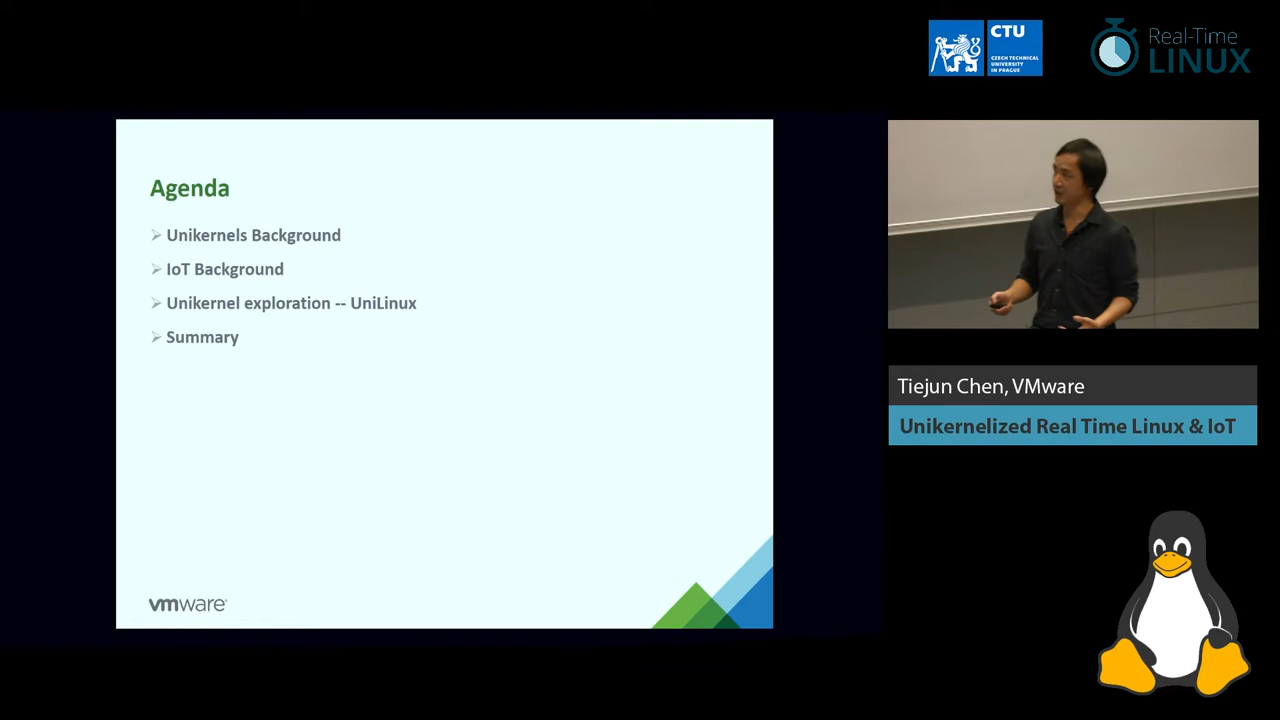 CTU
CZECH TECHNICAL
UNIVERSITY
IN PRAGUE
Real-Time
LINUX
Agenda
Unikernels Background
IoT Background
Unikernel exploration -- UniLinux
Summary
vmware
Tiejun Chen, VMware
Unikernelized Real Time Linux & IoT